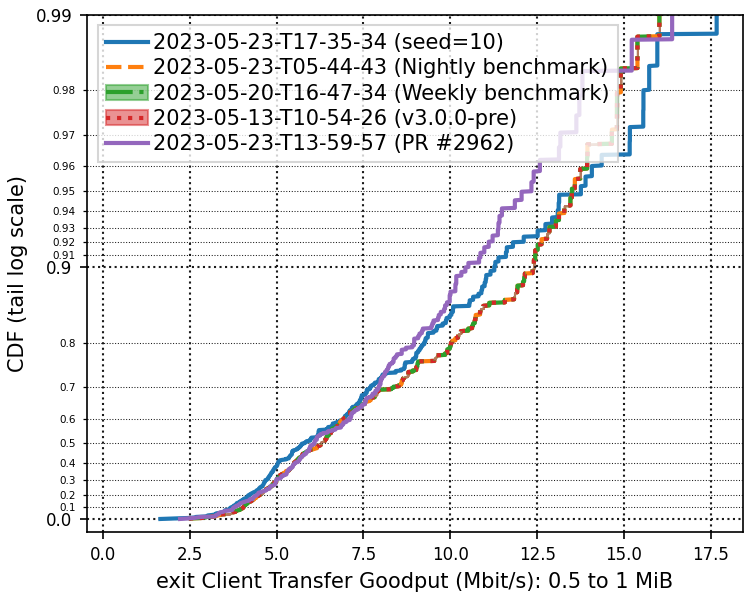 0.99
2023-05-23-T17-35-34 (seed=10)
2023-05-23-T05-44-43 (Nightly benchmark)
2023-05-20-T16-47-34 (Weekly benchmark)
2023-05-13-T10-54-26 (v3.0.0-pre)
2023-05-23-T13-59-57 (PR #2962)
0.98
0.97
0.96
0.95
0.94
0.93
0.92
0.91
0.9
0.8
0.7
0.6
0.5
0.4
0.3
0.2
0.1
0.0
CDF (tail log scale)
0.0 2.5 5.0 7.5 10.0 12.5 15.0 17.5
exit Client Transfer Goodput (Mbit/s): 0.5 to 1 MiB